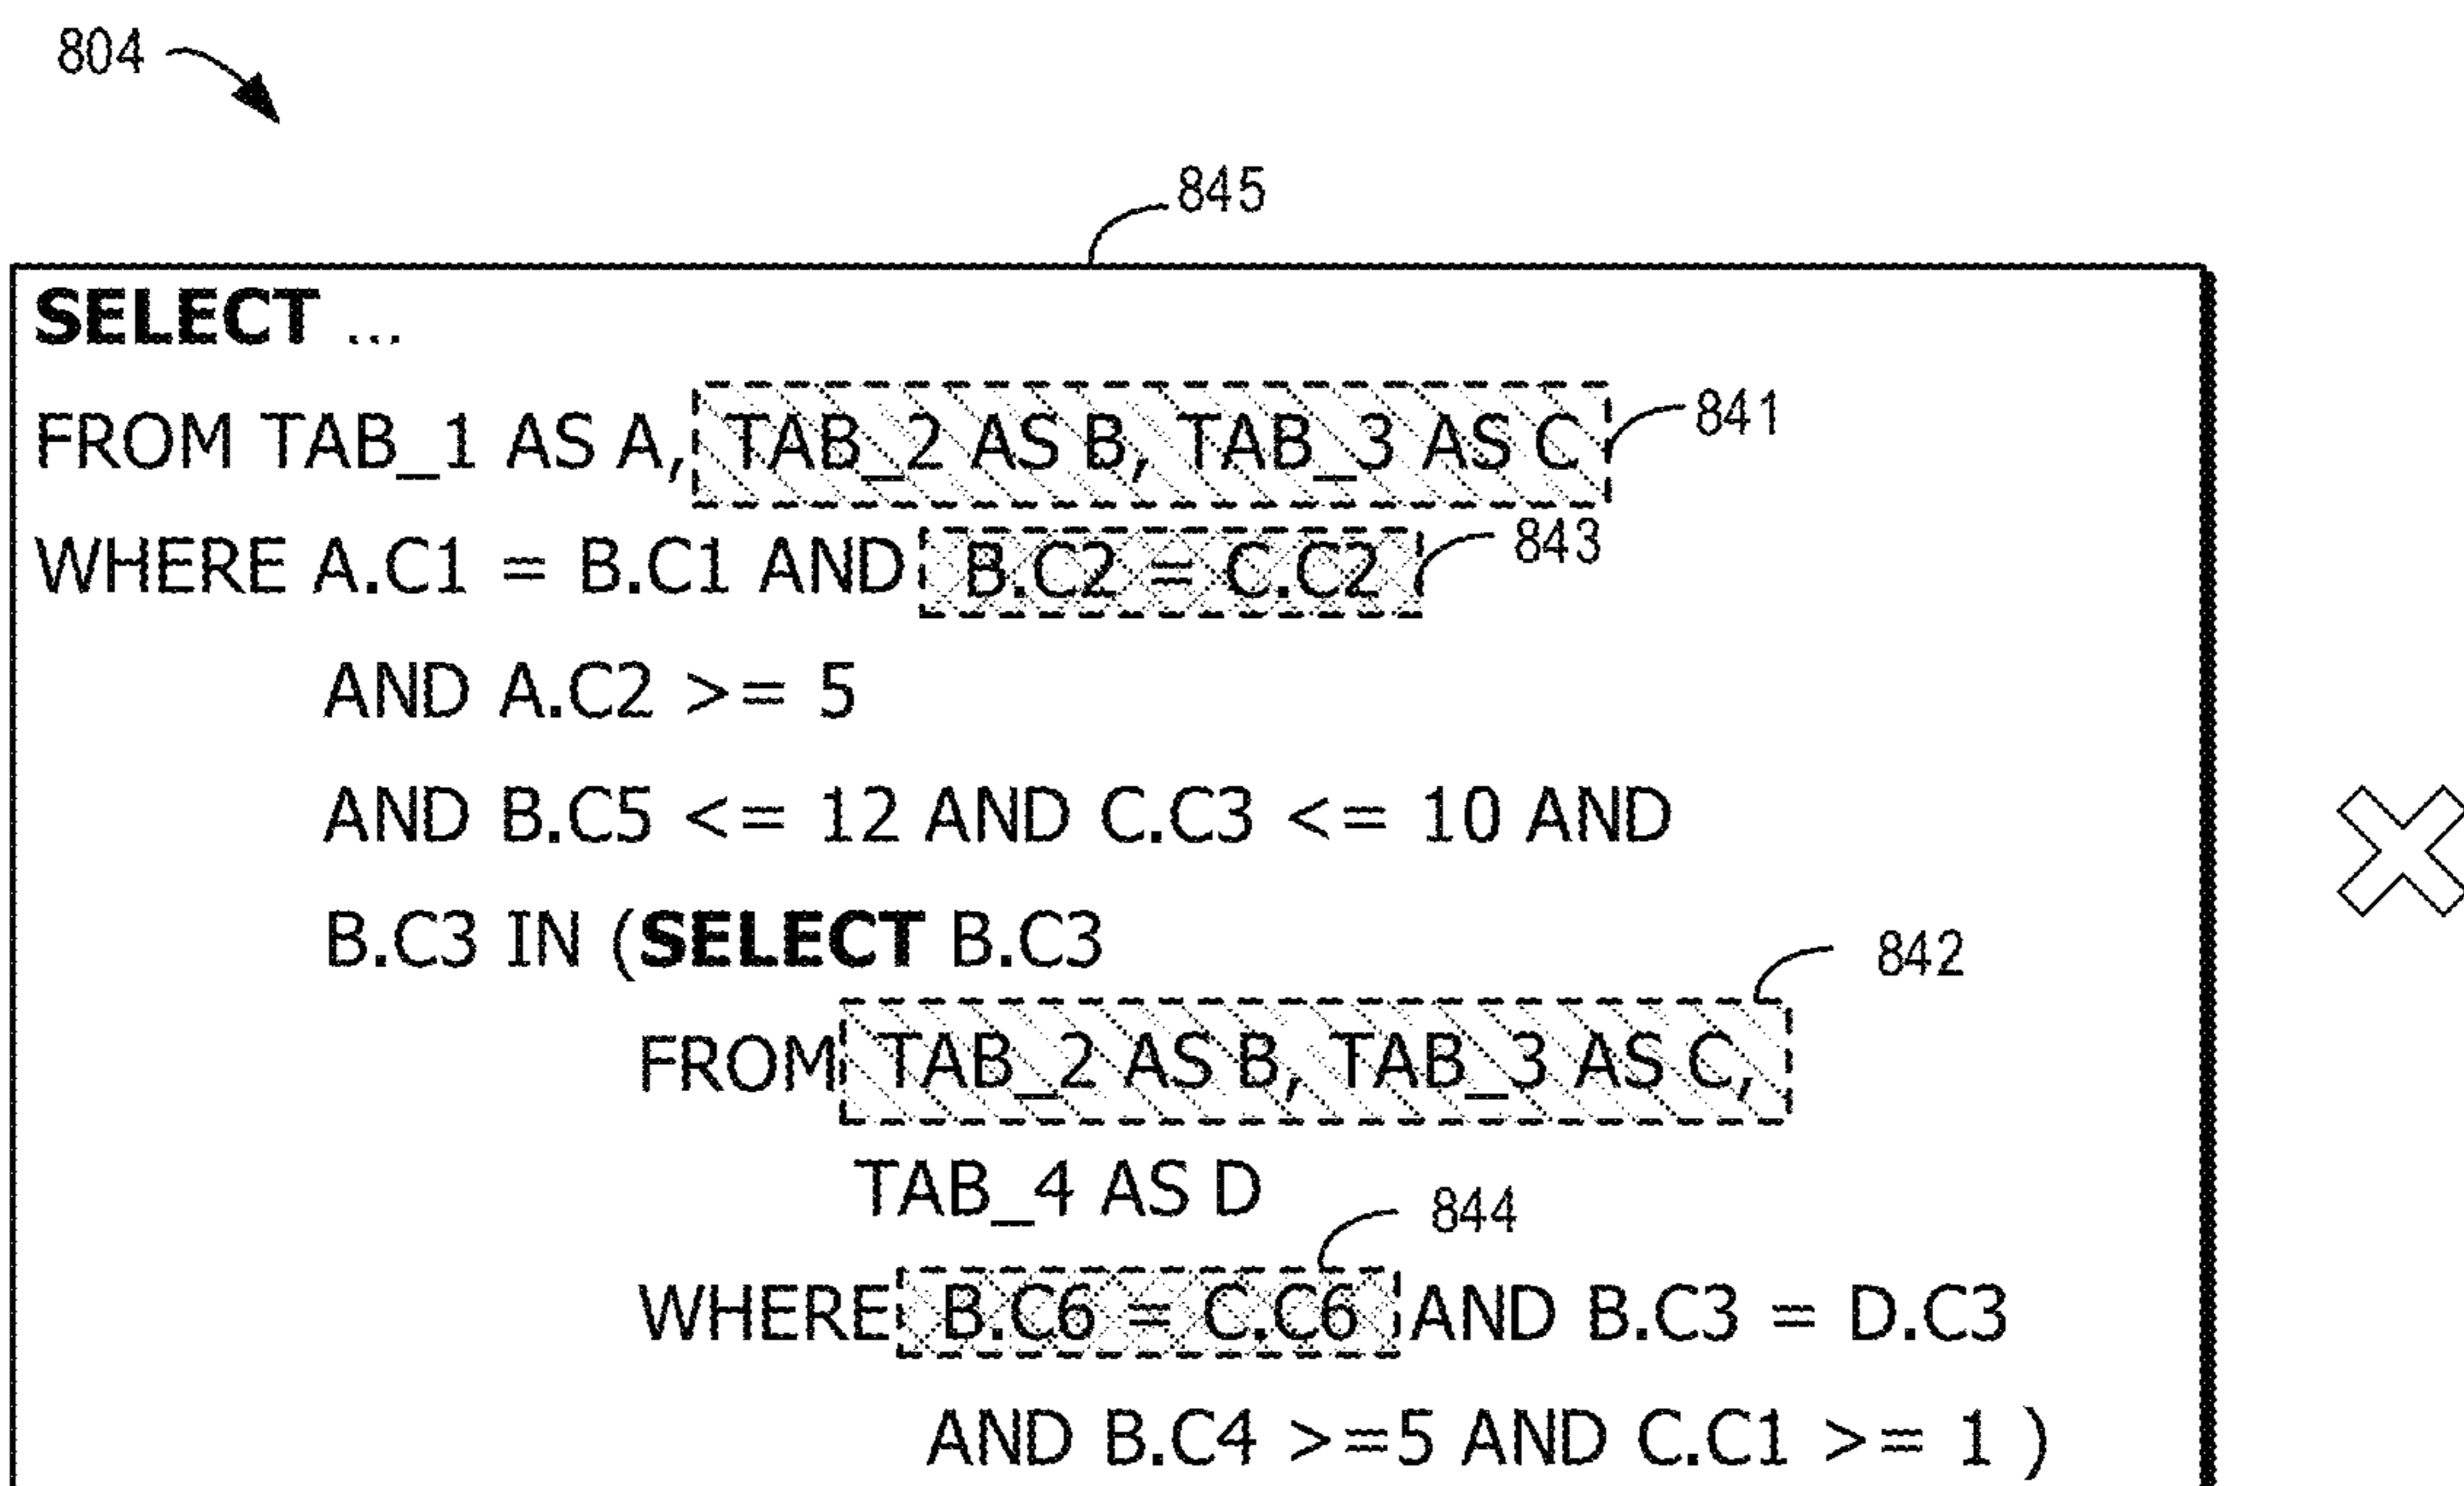 804
845
SELECT ...
FROM TAB_1 AS A, TAB_2 AS B, TAB_3 AS C 841
WHERE A.C1 = B.C1 AND B.C2 = C.C2 843
AND A.C2 >= 5
AND B.C5 <= 12 AND C.C3 <= 10 AND
B.C3 IN (SELECT B.C3
842
FROM TAB_2 AS B, TAB_3 AS C,
TAB_4 AS D
844
WHERE B.C6 = C.C6 AND B.C3 = D.C3
AND B.C4 >=5 AND C.C1 >= 1 )